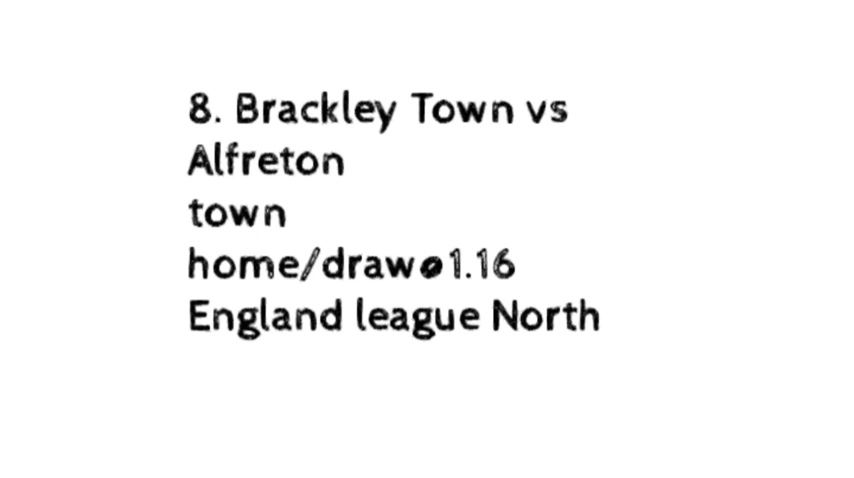 8. Brackley Town vs
Alfreton
town
home/draw@1.16
England league North